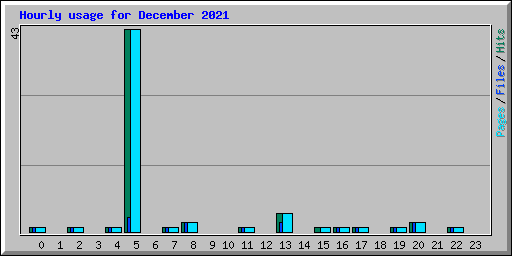 Hourly usage for December 2021
43
Pages/Files/Hits
0 1 2 3 4 5 6 7 8 9 10 11 12 13 14 15 16 17 18 19 20 21 22 23